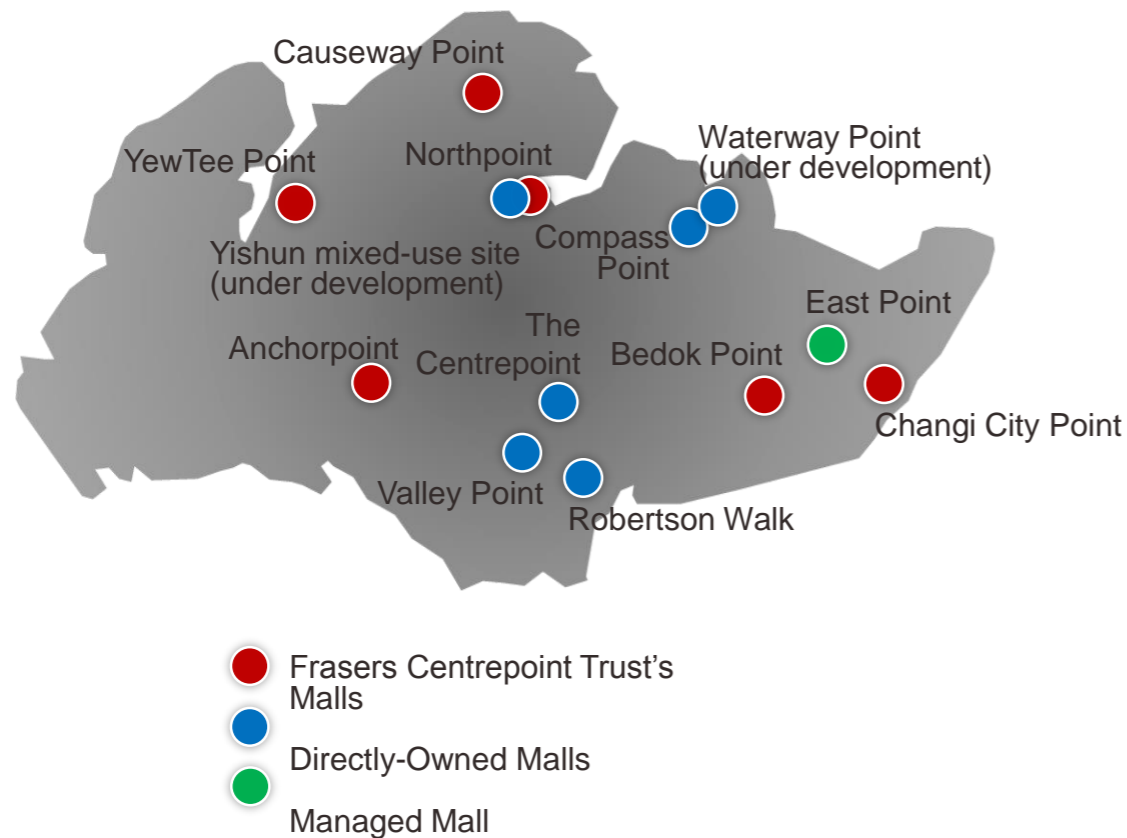 Causeway Point
Waterway Point
(under development)
Northpoint
YewTee Point
Compass
Point
Yishun mixed-use site
(under development)
East Point
The
Centrepoint
Anchorpoint
Bedok Point
Changi City Point
Valley Point
Robertson Walk
Frasers Centrepoint Trust’s
Malls
Directly-Owned Malls
Managed Mall